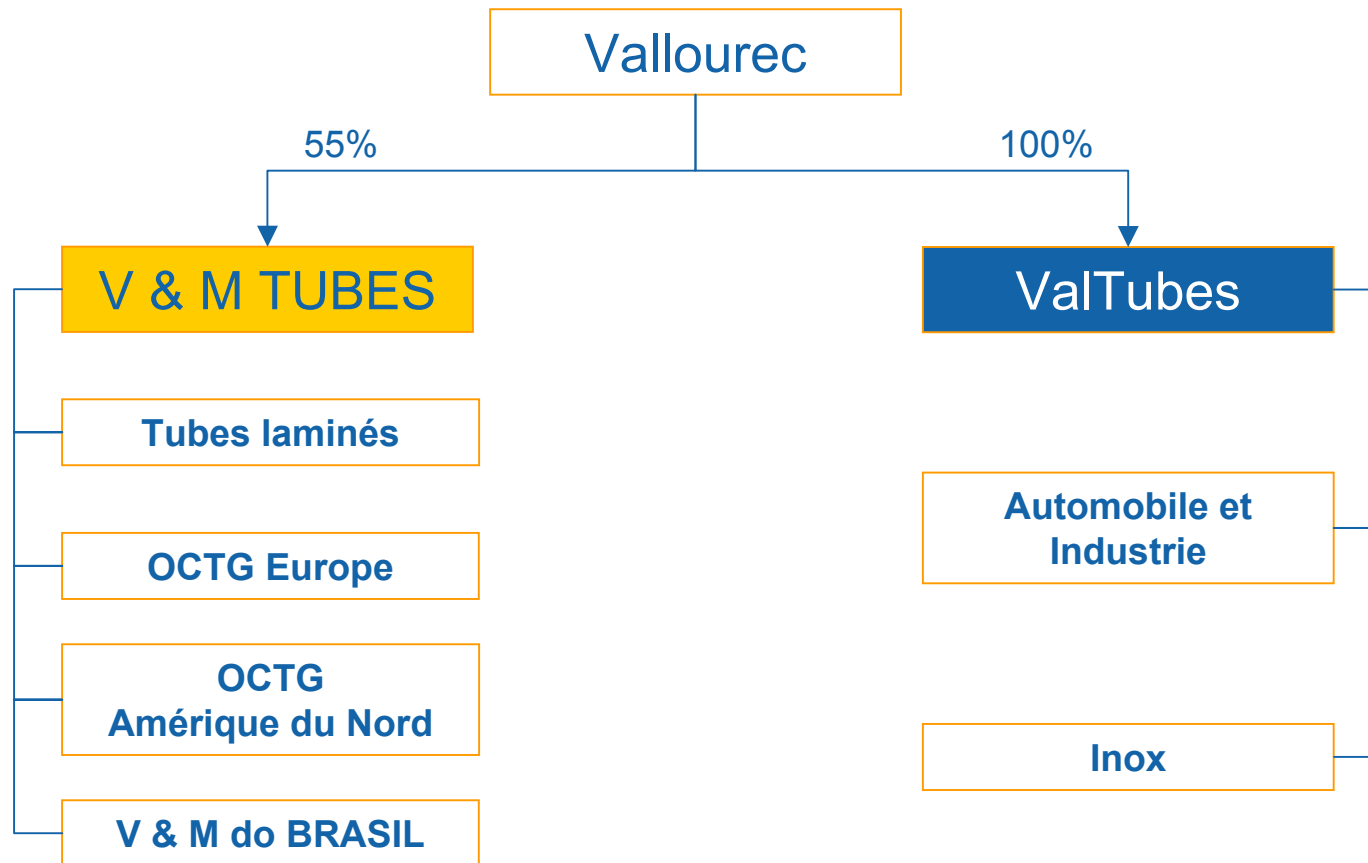 Vallourec
55%
100%
V & M TUBES
ValTubes
Tubes laminés
OCTG Europe
OCTG
Amérique du Nord
V & M do BRASIL
Automobile et
Industrie
Inox